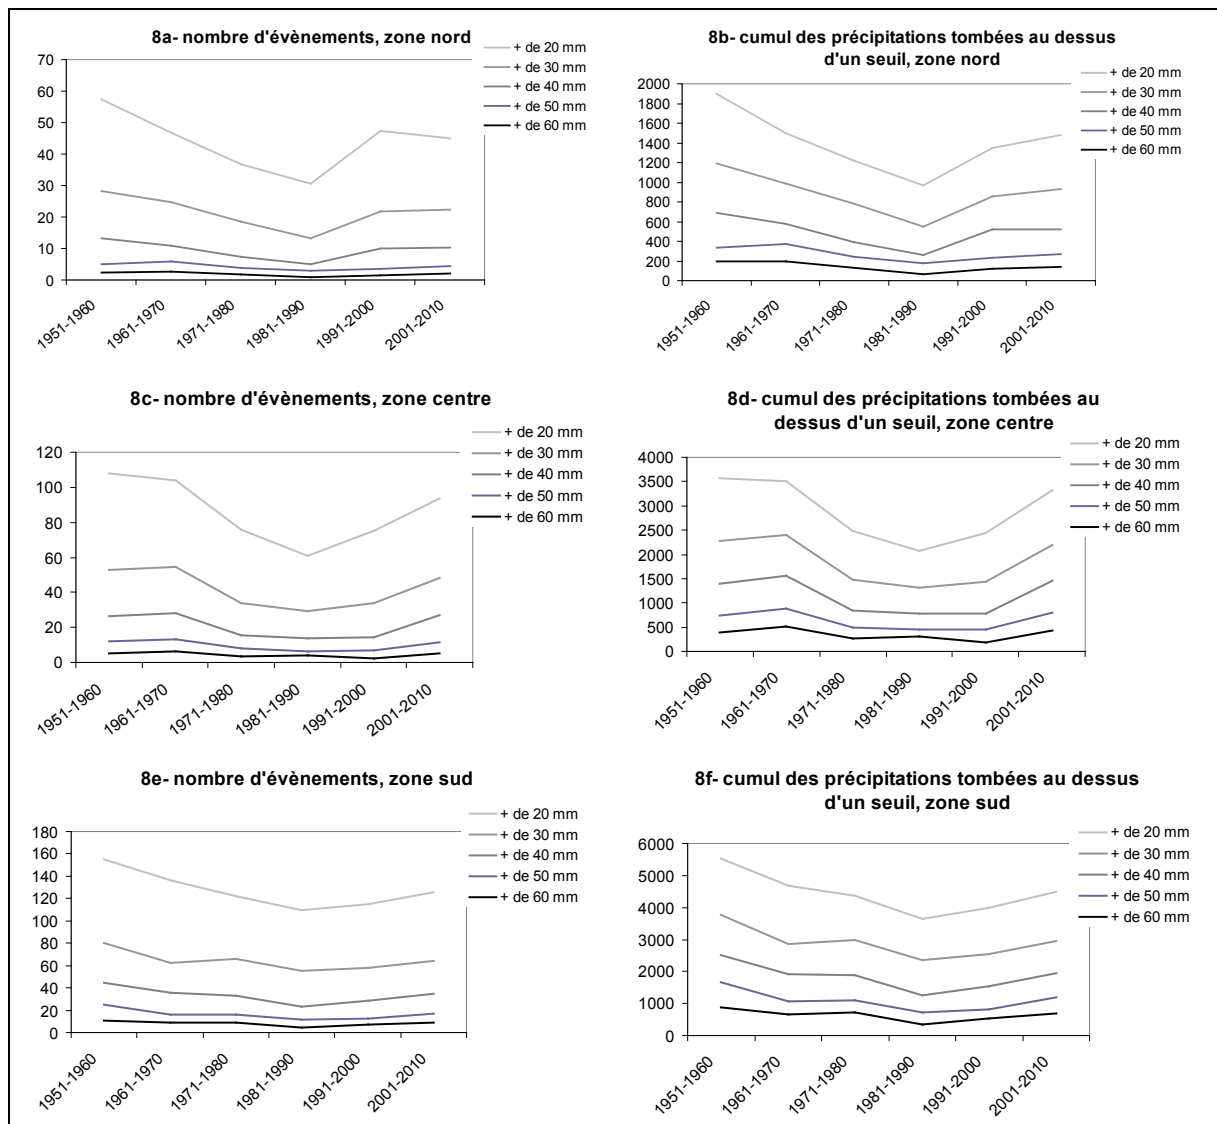 8a- nombre d'évènements, zone nord
+ de 20 mm
+ de 30 mm
+ de 40 mm
+ de 50 mm
+ de 60 mm
70
60
50
40
30
20
10
0
1951-1960
1961-1970
1971-1980
1981-1990
1991-2000
2001-2010
8b- cumul des précipitations tombées au dessus
d'un seuil, zone nord
+ de 20 mm
+ de 30 mm
+ de 40 mm
+ de 50 mm
+ de 60 mm
2000
1800
1600
1400
1200
1000
800
600
400
200
0
1951-1960
1961-1970
1971-1980
1981-1990
1991-2000
2001-2010
8c- nombre d'évènements, zone centre
+ de 20 mm
+ de 30 mm
+ de 40 mm
+ de 50 mm
+ de 60 mm
120
100
80
60
40
20
0
1951-1960
1961-1970
1971-1980
1981-1990
1991-2000
2001-2010
8d- cumul des précipitations tombées au
dessus d'un seuil, zone centre
+ de 20 mm
+ de 30 mm
+ de 40 mm
+ de 50 mm
+ de 60 mm
4000
3500
3000
2500
2000
1500
1000
500
0
1951-1960
1961-1970
1971-1980
1981-1990
1991-2000
2001-2010
8e- nombre d'évènements, zone sud
+ de 20 mm
+ de 30 mm
+ de 40 mm
+ de 50 mm
+ de 60 mm
180
160
140
120
100
80
60
40
20
0
1951-1960
1961-1970
1971-1980
1981-1990
1991-2000
2001-2010
8f- cumul des précipitations tombées au dessus
d'un seuil, zone sud
+ de 20 mm
+ de 30 mm
+ de 40 mm
+ de 50 mm
+ de 60 mm
6000
5000
4000
3000
2000
1000
0
1951-1960
1961-1970
1971-1980
1981-1990
1991-2000
2001-2010